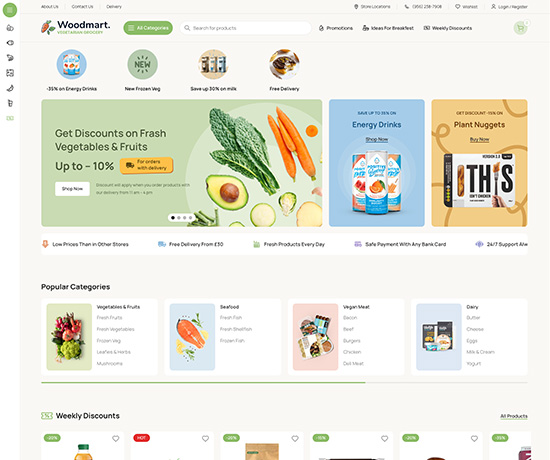 About Us
Contact Us
Delivery
Store Locations
(956) 238-7908
Wishlist
Login / Register
Woodmart.
VEGETARIAN GROCERY
All Categories
Search for products
Promotions
Ideas For Breakfast
Weekly Discounts
-35% on Energy Drinks
NEW
New Frozen Veg
Save up 30% on milk
Free Delivery
Get Discounts on Frash
Vegetables & Fruits
Up to – 10%
For orders
with delivery
Shop Now
Discount will apply when you order products with
our delivery from 11 am - 4 pm
SAVE UP TO 35% ON
Energy Drinks
Shop Now
GET DISCOUNT -15% ON
Plant Nuggets
Buy Now
VERSION 2.0
TH S
ISN'T CHICKEN
Low Prices Than in Other Stores
Free Delivery From £30
Fresh Products Every Day
Safe Payment With Any Bank Card
24/7 Support Alw
Popular Categories
Vegetables & Fruits
Fresh Fruits
Fresh Vegetables
Frozen Veg
Leafies & Herbs
Mushrooms
Seafood
Fresh Fish
Fresh Shellfish
Frozen Fish
Vegan Meat
Bacon
Beef
Burgers
Chicken
Deli Meat
Dairy
Butter
Cheese
Eggs
Milk & Cream
Yogurt
Weekly Discounts
All Products
HOT